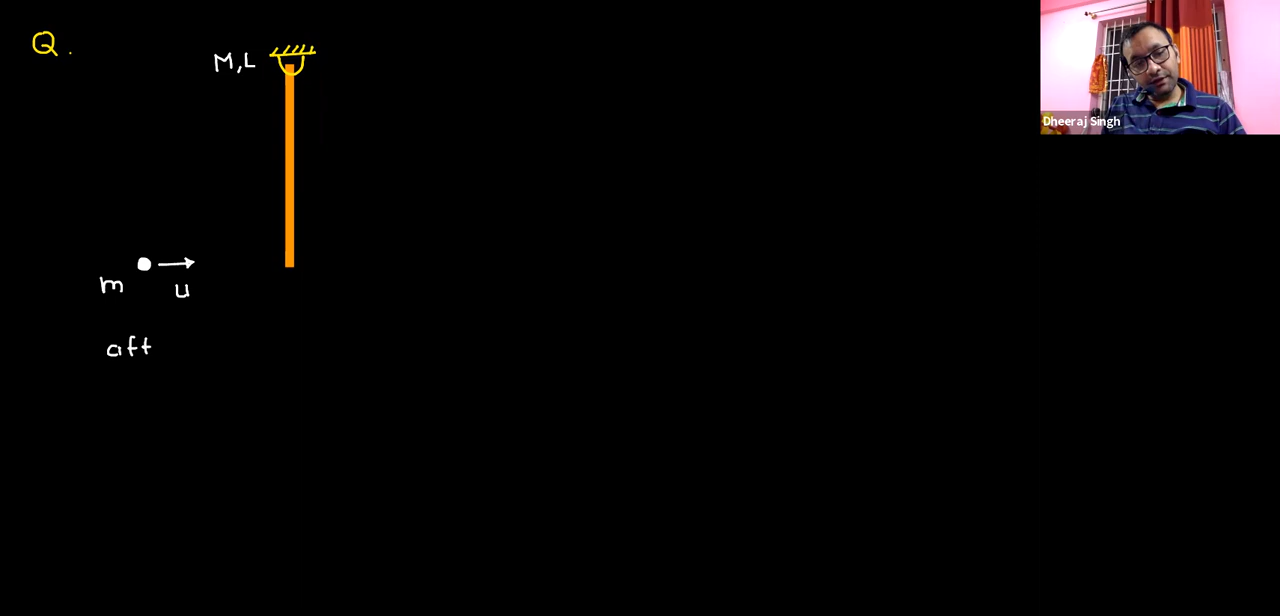 Q.
M,L
m
u
aft
Dheeraj Singh